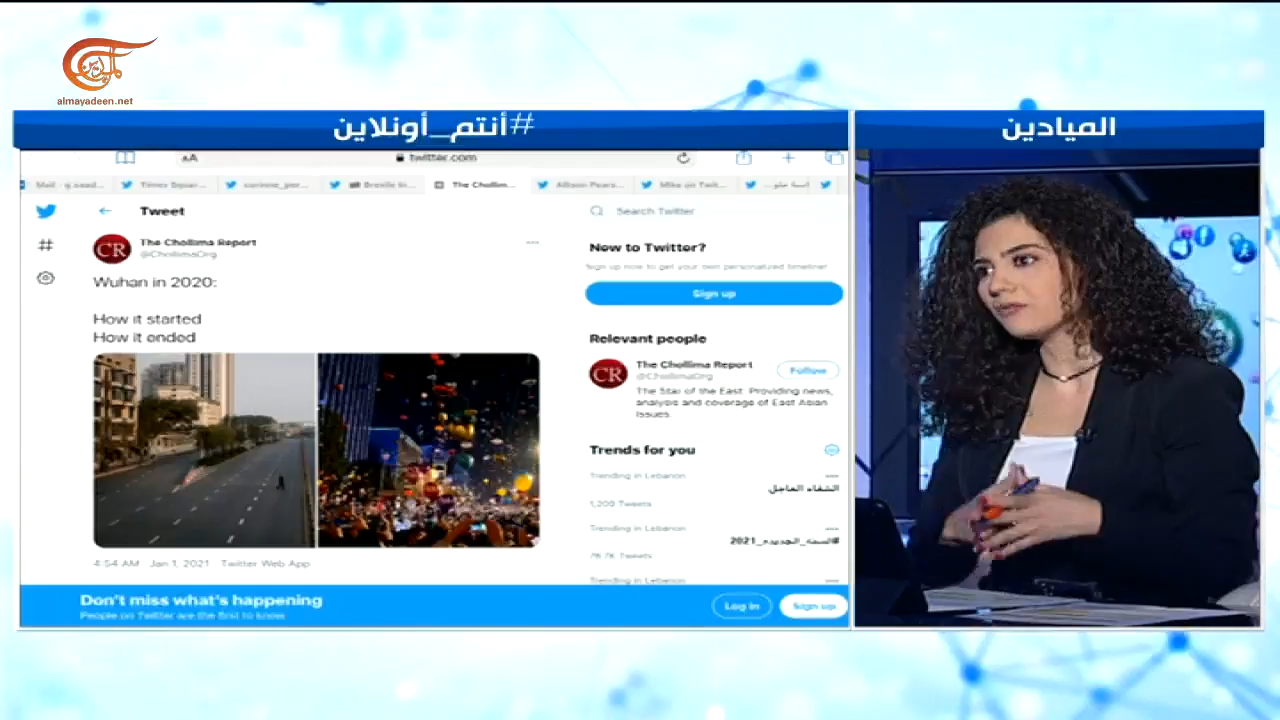 الميادين
almayadeen.net
#أنتم_أونلاين
الميادين
AA
twitter.com
Tweet
Search Twitter
The Chollima Report
@ChollimaOrg
Wuhan in 2020:
How it started
How it ended
4:54 AM Jan 1, 2021 Twitter Web App
New to Twitter?
Sign up now to get your own personalized timeline!
Sign up
Relevant people
The Chollima Report
@ChollimaOrg
Follow
The Star of the East. Providing news,
analysis and coverage of East Asian
issues.
Trends for you
Trending in Lebanon
الشفاء العاجل
1,200 Tweets
Trending in Lebanon
#السنة_الجديدة_2021
Tweets
Trending in Lebanon
Don't miss what's happening
People on Twitter are the first to know
Log in
Sign up
CR
CR